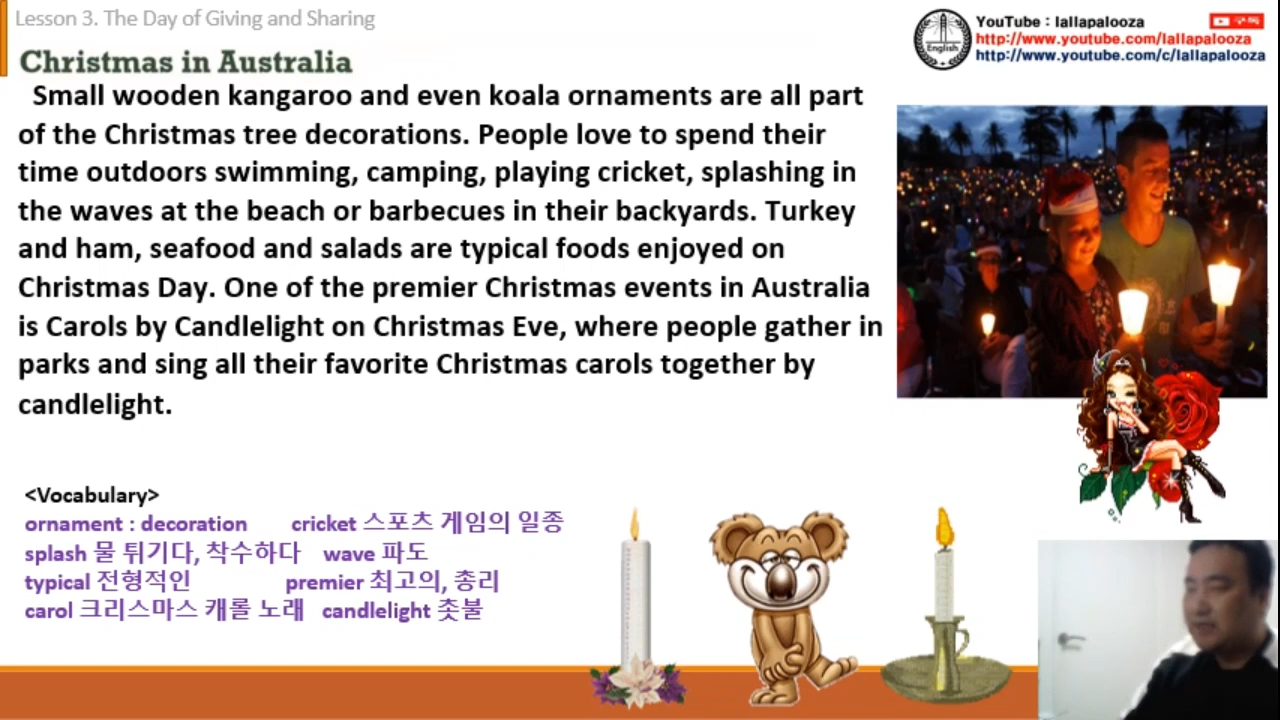 Lesson 3. The Day of Giving and Sharing
YouTube : lallapalooza
구독
http://www.youtube.com/lallapalooza
http://www.youtube.com/c/lallapalooza
English
Christmas in Australia
Small wooden kangaroo and even koala ornaments are all part
of the Christmas tree decorations. People love to spend their
time outdoors swimming, camping, playing cricket, splashing in
the waves at the beach or barbecues in their backyards. Turkey
and ham, seafood and salads are typical foods enjoyed on
Christmas Day. One of the premier Christmas events in Australia
is Carols by Candlelight on Christmas Eve, where people gather in
parks and sing all their favorite Christmas carols together by
candlelight.
<Vocabulary>
ornament : decoration cricket 스포츠 게임의 일종
splash 물 튀기다, 착수하다 wave 파도
typical 전형적인 premier 최고의, 총리
carol 크리스마스 캐롤 노래 candlelight 촛불